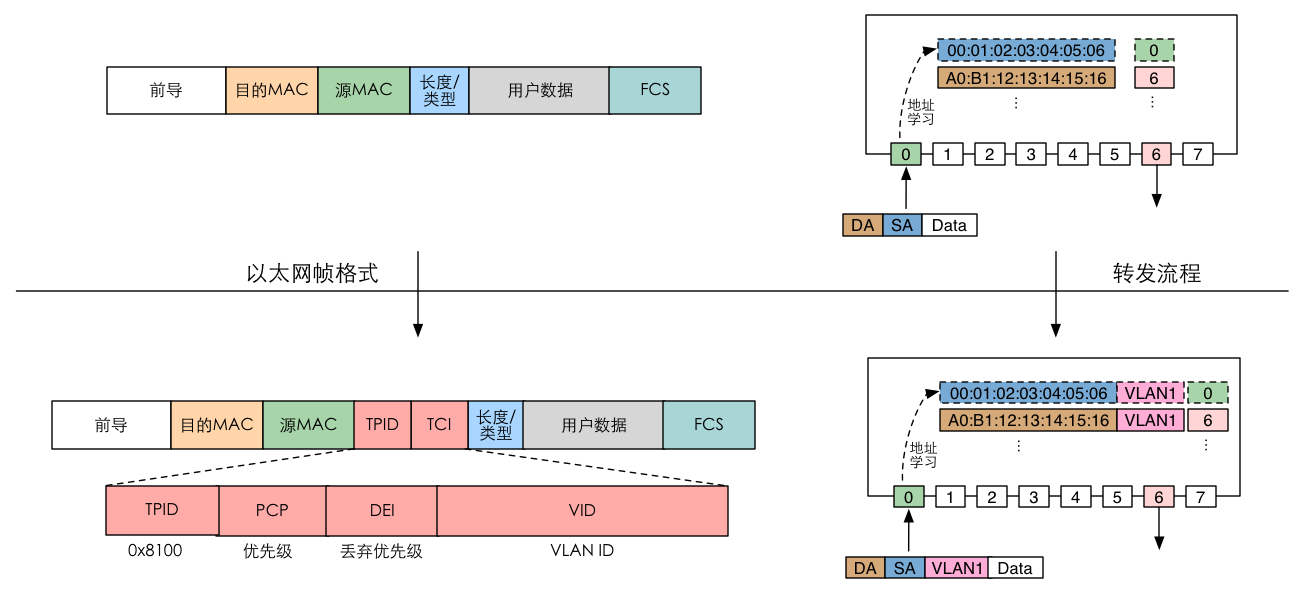 前导 目的MAC 源MAC 长度/类型 用户数据 FCS
00:01:02:03:04:05:06 0
A0:B1:12:13:14:15:16 6
⋮ ⋮
地址
学习
0 1 2 3 4 5 6 7
DA SA Data
以太网帧格式
转发流程
前导 目的MAC 源MAC TPID TCI 长度/类型 用户数据 FCS
TPID PCP DEI VID
0x8100 优先级 丢弃优先级 VLAN ID
00:01:02:03:04:05:06 VLAN1 0
A0:B1:12:13:14:15:16 VLAN1 6
⋮ ⋮
地址
学习
0 1 2 3 4 5 6 7
DA SA VLAN1 Data